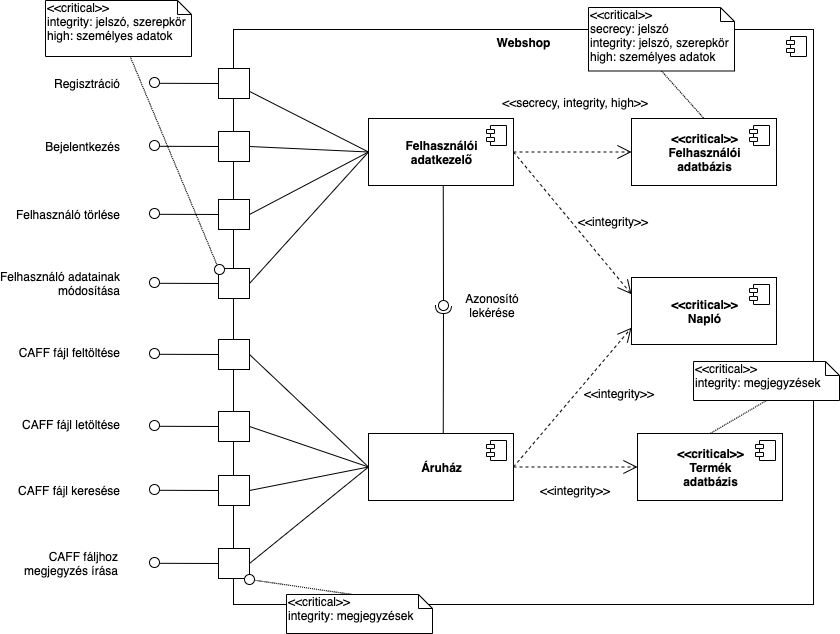 <<critical>>
integrity: jelszó, szerepkör
high: személyes adatok
<<critical>>
secrecy: jelszó
integrity: jelszó, szerepkör
high: személyes adatok
Webshop
Regisztráció
Bejelentkezés
Felhasználó törlése
Felhasználó adatainak
módosítása
CAFF fájl feltöltése
CAFF fájl letöltése
CAFF fájl keresése
CAFF fáljhoz
megjegyzés írása
Felhasználói
adatkezelő
<<secrecy, integrity, high>>
<<critical>>
Felhasználói
adatbázis
<<integrity>>
Azonosító
lekérése
<<critical>>
Napló
<<integrity>>
<<critical>>
integrity: megjegyzések
Áruház
<<integrity>>
<<critical>>
Termék
adatbázis
<<critical>>
integrity: megjegyzések